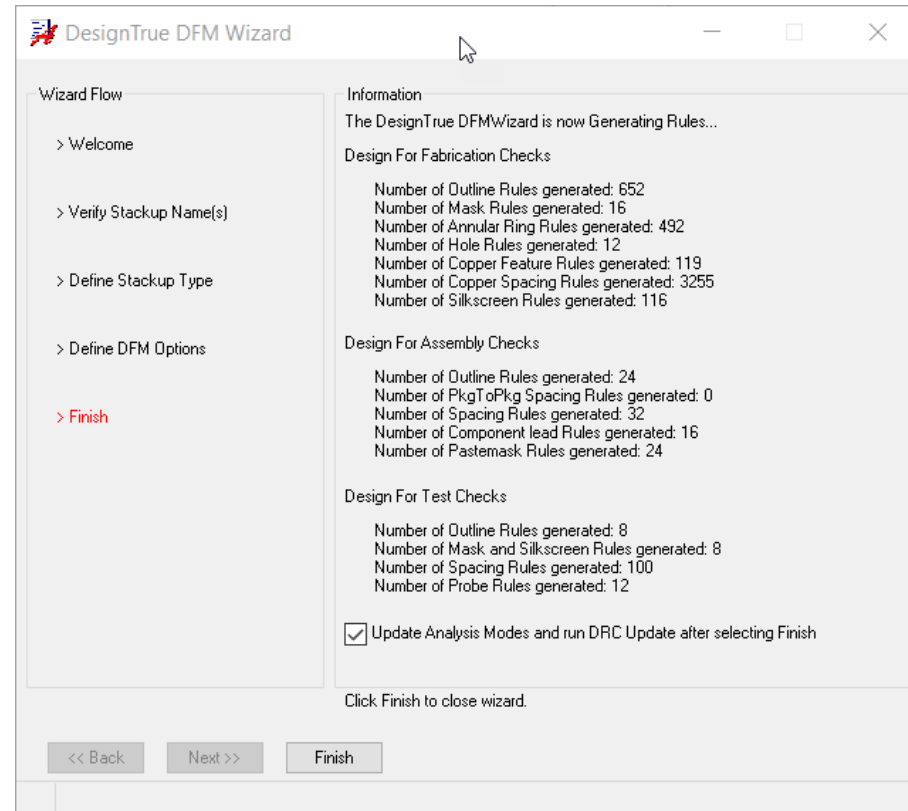 DesignTrue DFM Wizard
Wizard Flow
> Welcome
> Verify Stackup Name(s)
> Define Stackup Type
> Define DFM Options
> Finish
Information
The DesignTrue DFMWizard is now Generating Rules...
Design For Fabrication Checks
Number of Outline Rules generated: 652
Number of Mask Rules generated: 16
Number of Annular Ring Rules generated: 492
Number of Hole Rules generated: 12
Number of Copper Feature Rules generated: 119
Number of Copper Spacing Rules generated: 3255
Number of Silkscreen Rules generated: 116
Design For Assembly Checks
Number of Outline Rules generated: 24
Number of PkgToPkg Spacing Rules generated: 0
Number of Spacing Rules generated: 32
Number of Component lead Rules generated: 16
Number of Pastemask Rules generated: 24
Design For Test Checks
Number of Outline Rules generated: 8
Number of Mask and Silkscreen Rules generated: 8
Number of Spacing Rules generated: 100
Number of Probe Rules generated: 12
Update Analysis Modes and run DRC Update after selecting Finish
Click Finish to close wizard.
<< Back Next >> Finish